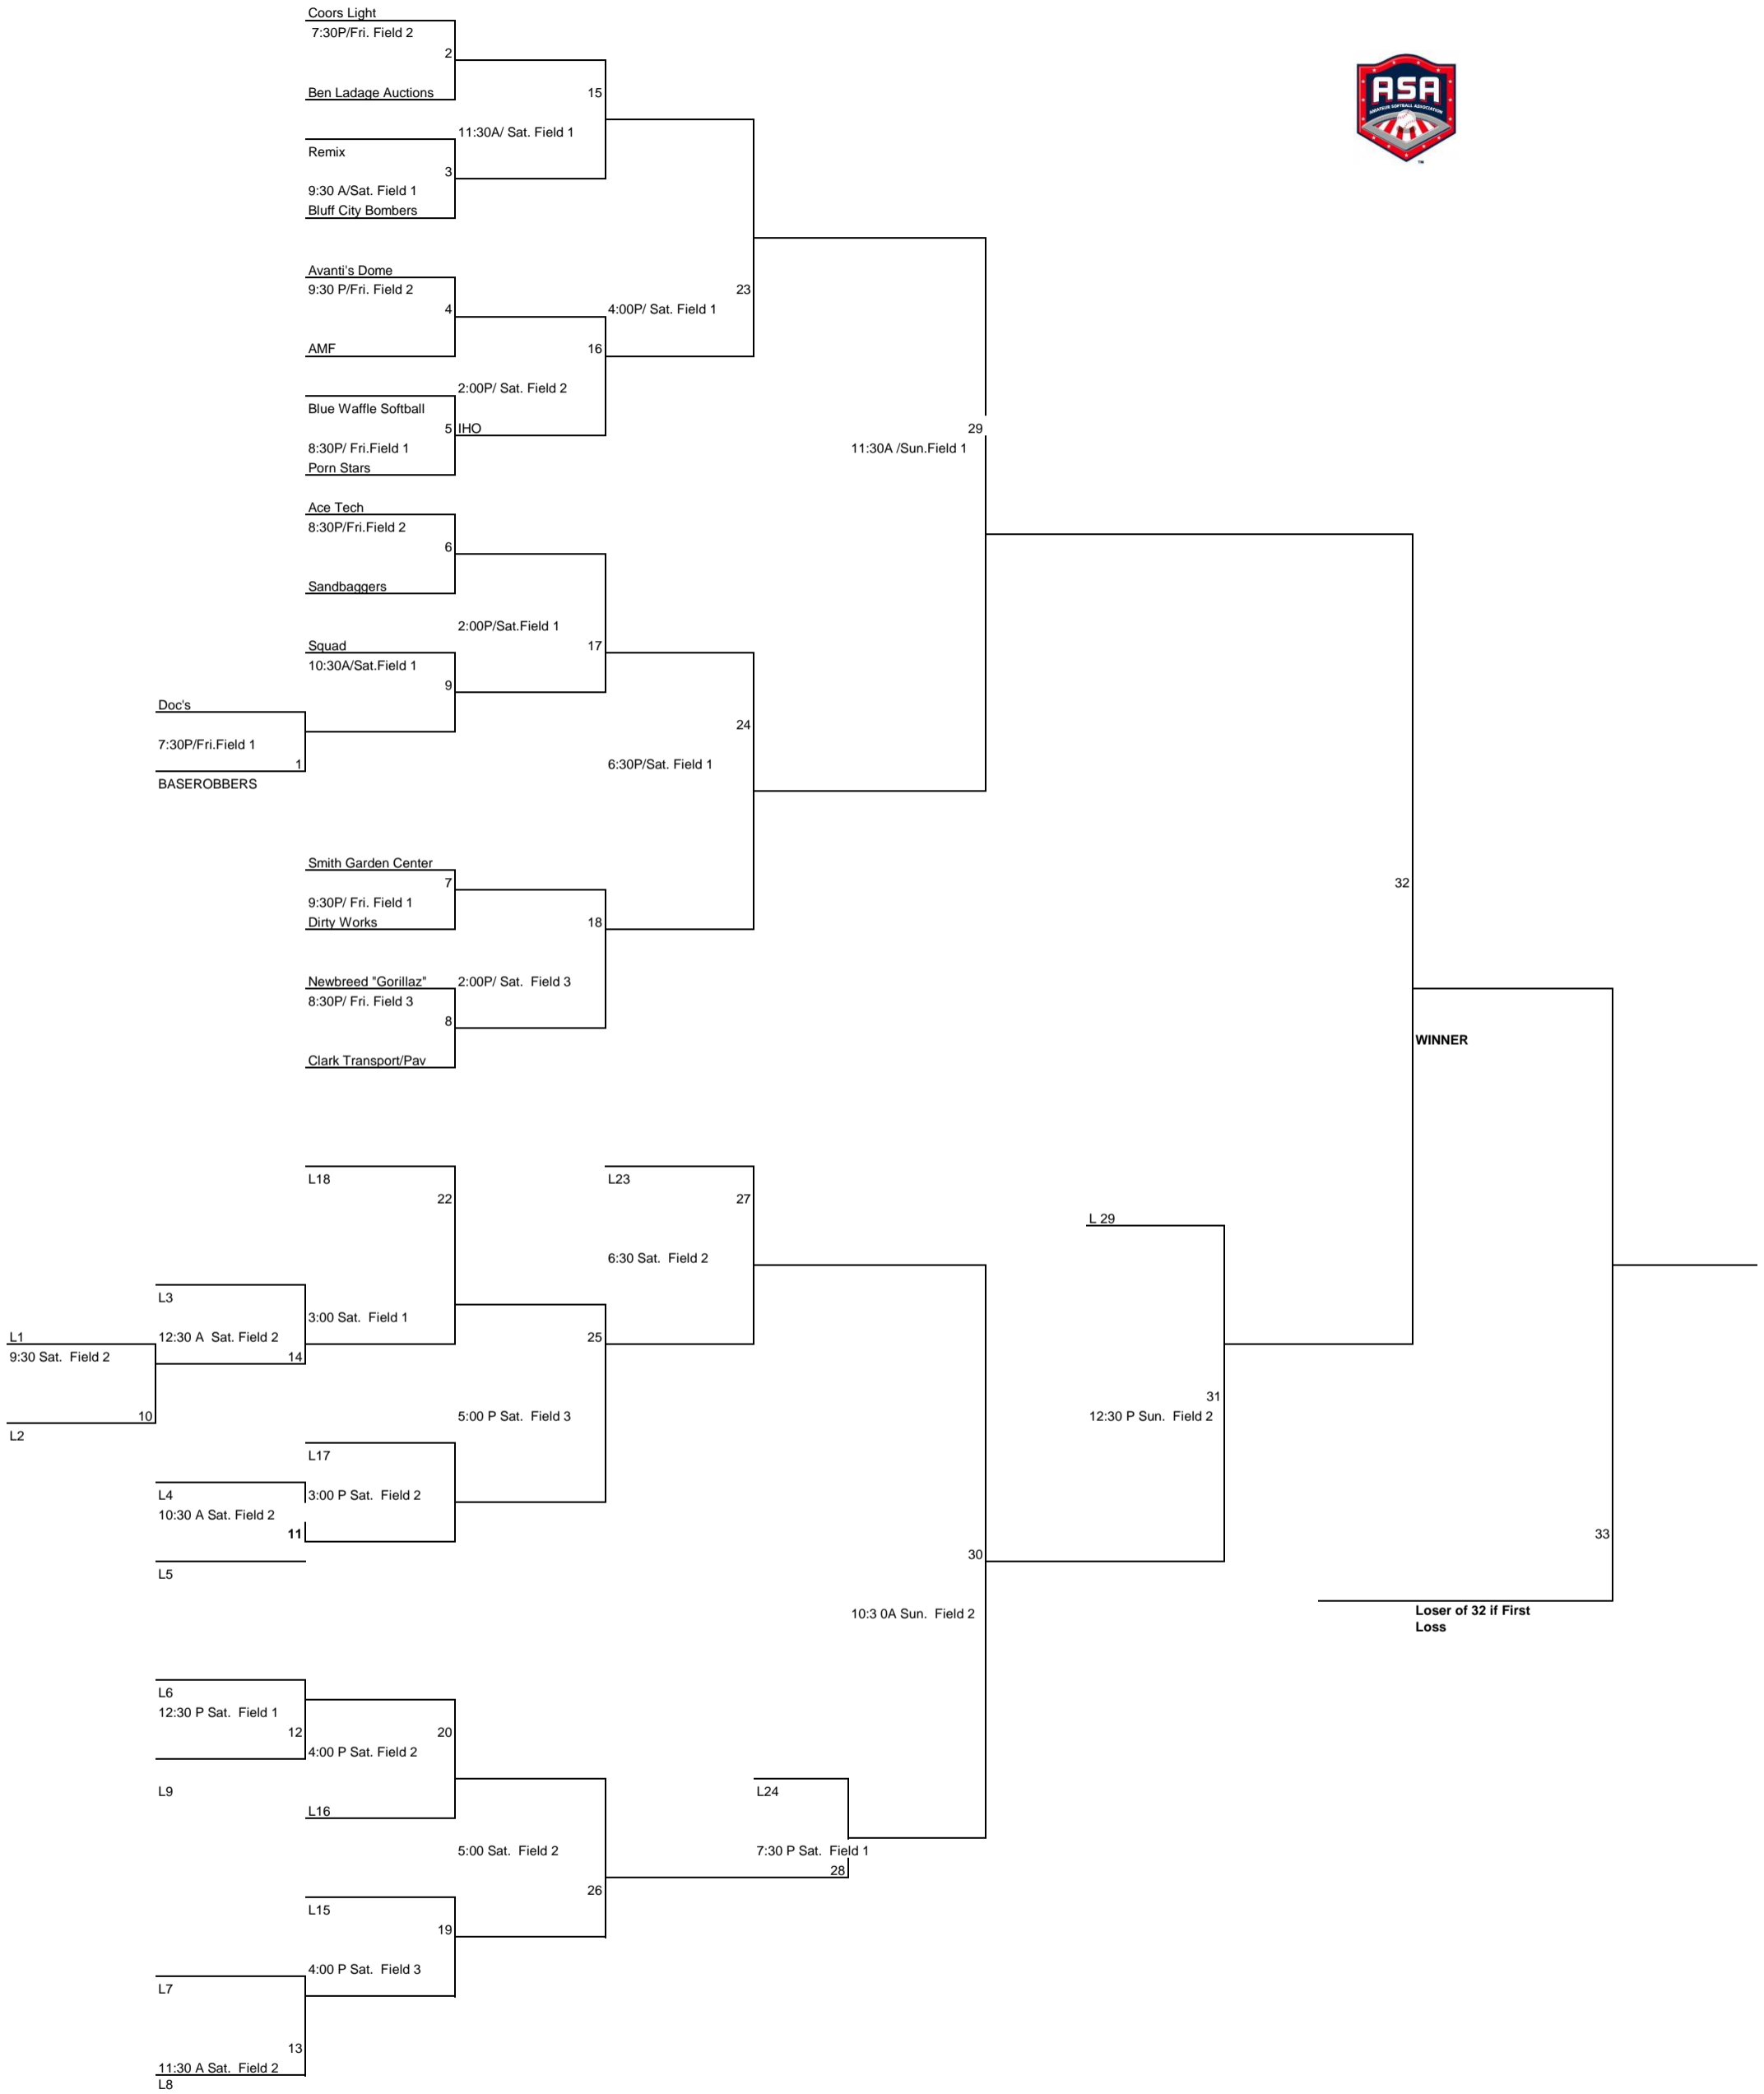 Coors Light
7:30P/Fri. Field 2
2
Ben Ladage Auctions
15
11:30A/ Sat. Field 1
Remix
3
9:30 A/Sat. Field 1
Bluff City Bombers
ASA
AMATEUR SOFTBALL ASSOCIATION
TM
Avanti's Dome
9:30 P/Fri. Field 2
23
4
4:00P/ Sat. Field 1
AMF
16
2:00P/ Sat. Field 2
Blue Waffle Softball
5 IHO
29
8:30P/ Fri.Field 1
11:30A /Sun.Field 1
Porn Stars
Ace Tech
8:30P/Fri.Field 2
6
Sandbaggers
2:00P/Sat.Field 1
Squad
17
10:30A/Sat.Field 1
9
Doc's
24
7:30P/Fri.Field 1
1
6:30P/Sat. Field 1
BASEROBBERS
Smith Garden Center
7
32
9:30P/ Fri. Field 1
Dirty Works
18
Newbreed "Gorillaz"
2:00P/ Sat.  Field 3
8:30P/ Fri. Field 3
8
WINNER
Clark Transport/Pav
L18
L23
22
27
L 29
6:30 Sat.  Field 2
L3
3:00 Sat.  Field 1
L1
12:30 A  Sat. Field 2
25
9:30 Sat.  Field 2
14
31
10
5:00 P Sat.  Field 3
12:30 P Sun.  Field 2
L2
L17
L4
3:00 P Sat.  Field 2
10:30 A Sat. Field 2
11
33
30
L5
10:3 0A Sun.  Field 2
Loser of 32 if First
Loss
L6
12:30 P Sat.  Field 1
12
20
4:00 P Sat. Field 2
L9
L24
L16
5:00 Sat.  Field 2
7:30 P Sat.  Field 1
28
26
L15
19
4:00 P Sat.  Field 3
L7
13
11:30 A Sat.  Field 2
L8